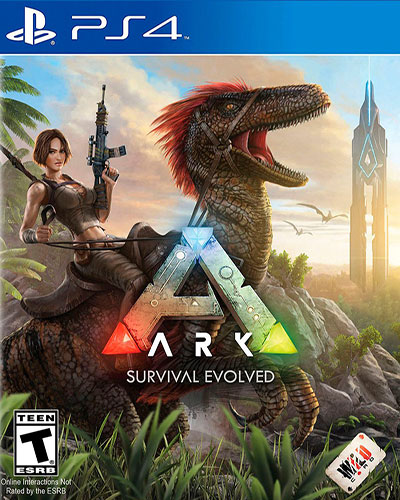 PS4
ARK
SURVIVAL EVOLVED
TEEN
T
ESRB
Online Interactions Not
Rated by the ESRB